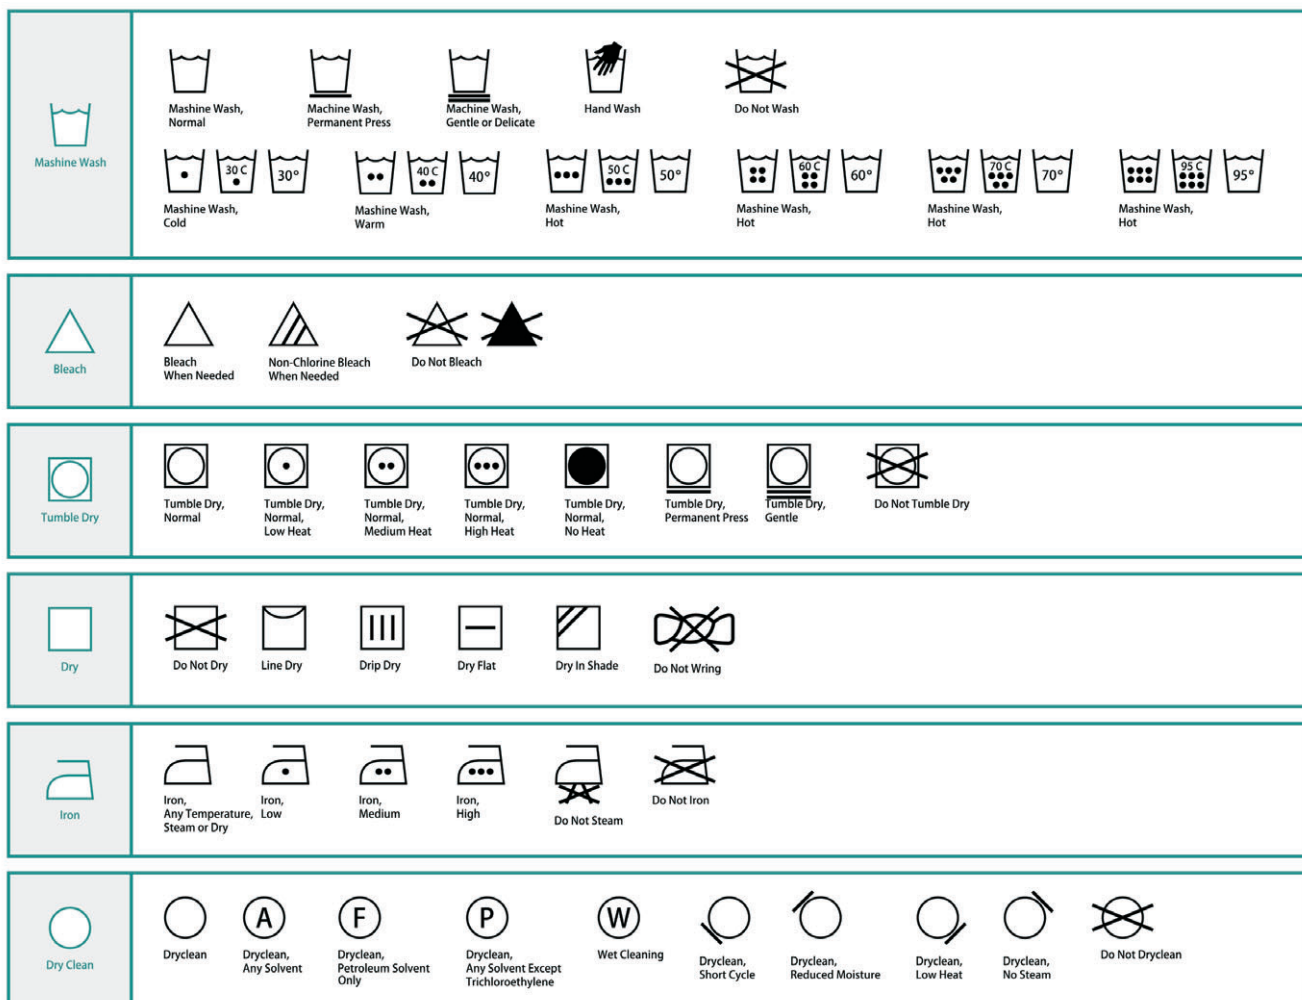 Mashine Wash
Mashine Wash,
Normal
Machine Wash,
Permanent Press
Machine Wash,
Gentle or Delicate
Hand Wash
Do Not Wash
30 C
30°
Mashine Wash,
Cold
40 C
40°
Mashine Wash,
Warm
50 C
50°
Mashine Wash,
Hot
60 C
60°
Mashine Wash,
Hot
70 C
70°
Mashine Wash,
Hot
95 C
95°
Mashine Wash,
Hot
Bleach
Bleach
When Needed
Non-Chlorine Bleach
When Needed
Do Not Bleach
Tumble Dry
Tumble Dry,
Normal
Tumble Dry,
Normal,
Low Heat
Tumble Dry,
Normal,
Medium Heat
Tumble Dry,
Normal,
High Heat
Tumble Dry,
Normal,
No Heat
Tumble Dry,
Permanent Press
Tumble Dry,
Gentle
Do Not Tumble Dry
Dry
Do Not Dry
Line Dry
Drip Dry
Dry Flat
Dry In Shade
Do Not Wring
Iron
Iron,
Any Temperature,
Steam or Dry
Iron,
Low
Iron,
Medium
Iron,
High
Do Not Steam
Do Not Iron
Dry Clean
Dryclean
A
Dryclean,
Any Solvent
F
Dryclean,
Petroleum Solvent
Only
P
Dryclean,
Any Solvent Except
Trichloroethylene
W
Wet Cleaning
Dryclean,
Short Cycle
Dryclean,
Reduced Moisture
Dryclean,
Low Heat
Dryclean,
No Steam
Do Not Dryclean